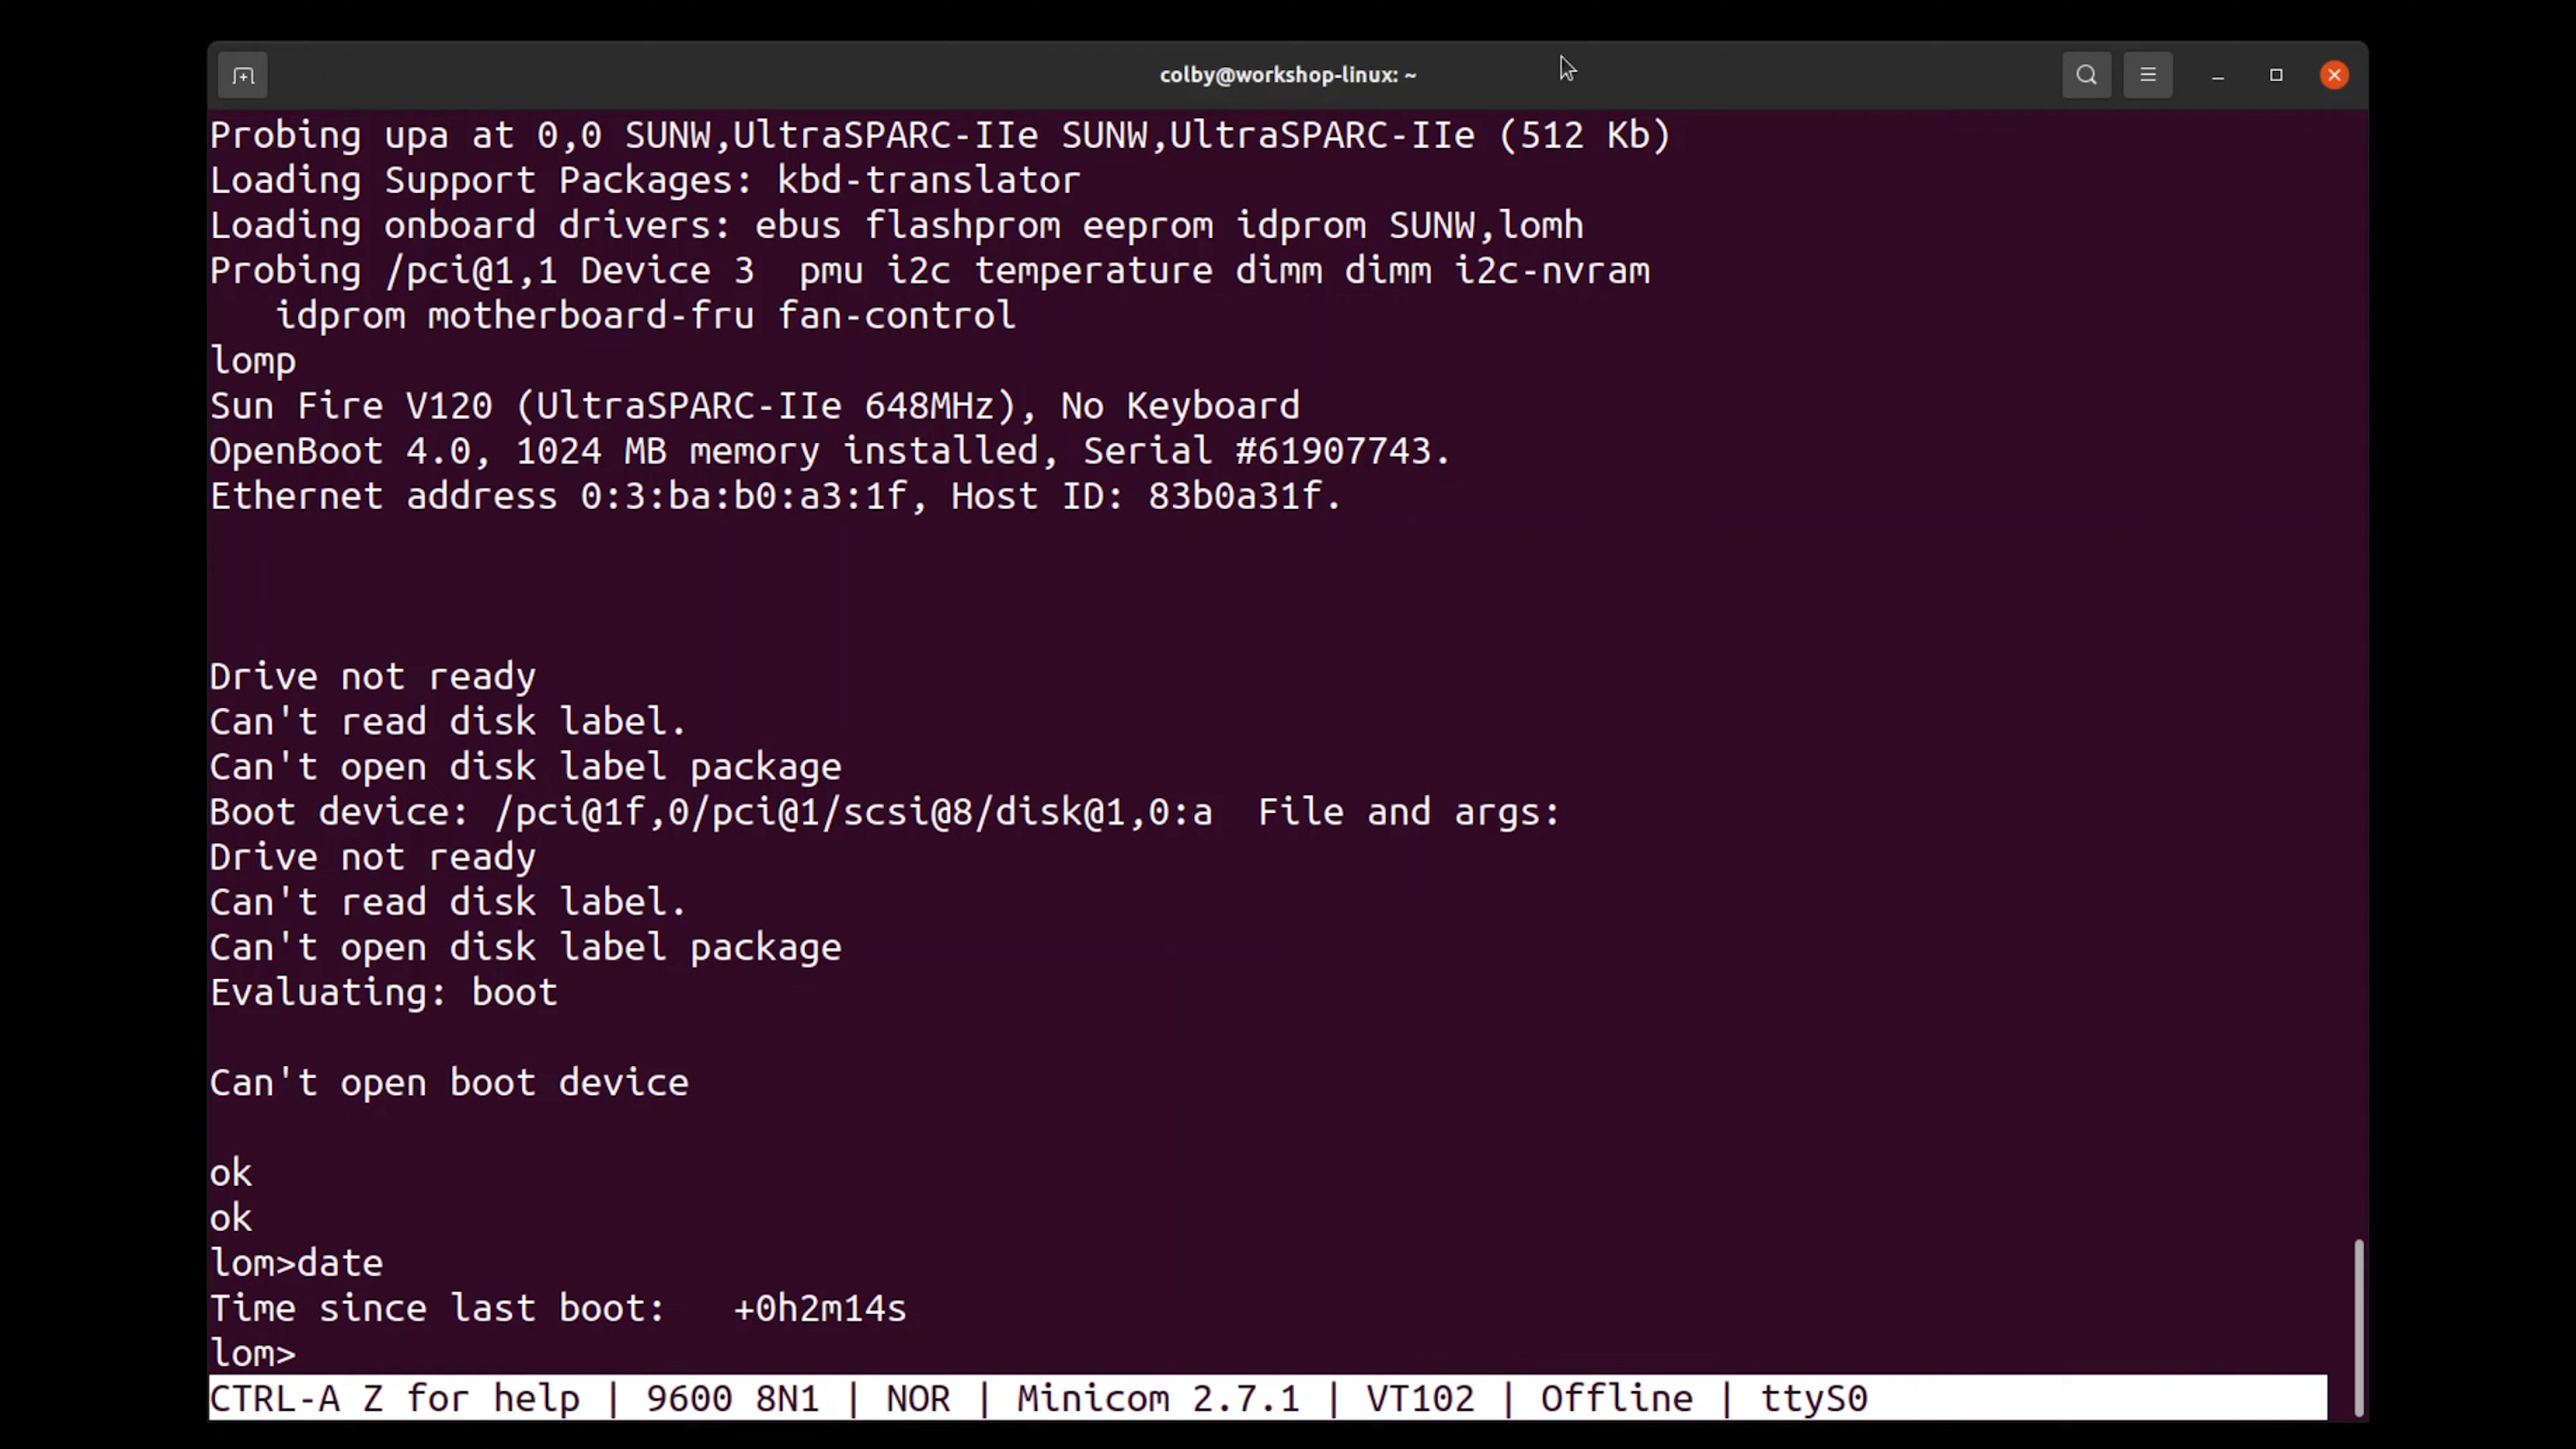 colby@workshop-linux: ~
Probing upa at 0,0 SUNW,UltraSPARC-IIe SUNW,UltraSPARC-IIe (512 Kb)
Loading Support Packages: kbd-translator
Loading onboard drivers: ebus flashprom eeprom idprom SUNW,lomh
Probing /pci@1,1 Device 3  pmu i2c temperature dimm dimm i2c-nvram
   idprom motherboard-fru fan-control
lomp
Sun Fire V120 (UltraSPARC-IIe 648MHz), No Keyboard
OpenBoot 4.0, 1024 MB memory installed, Serial #61907743.
Ethernet address 0:3:ba:b0:a3:1f, Host ID: 83b0a31f.
Drive not ready
Can't read disk label.
Can't open disk label package
Boot device: /pci@1f,0/pci@1/scsi@8/disk@1,0:a  File and args:
Drive not ready
Can't read disk label.
Can't open disk label package
Evaluating: boot
Can't open boot device
ok
ok
lom>date
Time since last boot:   +0h2m14s
lom>
CTRL-A Z for help | 9600 8N1 | NOR | Minicom 2.7.1 | VT102 | Offline | ttyS0